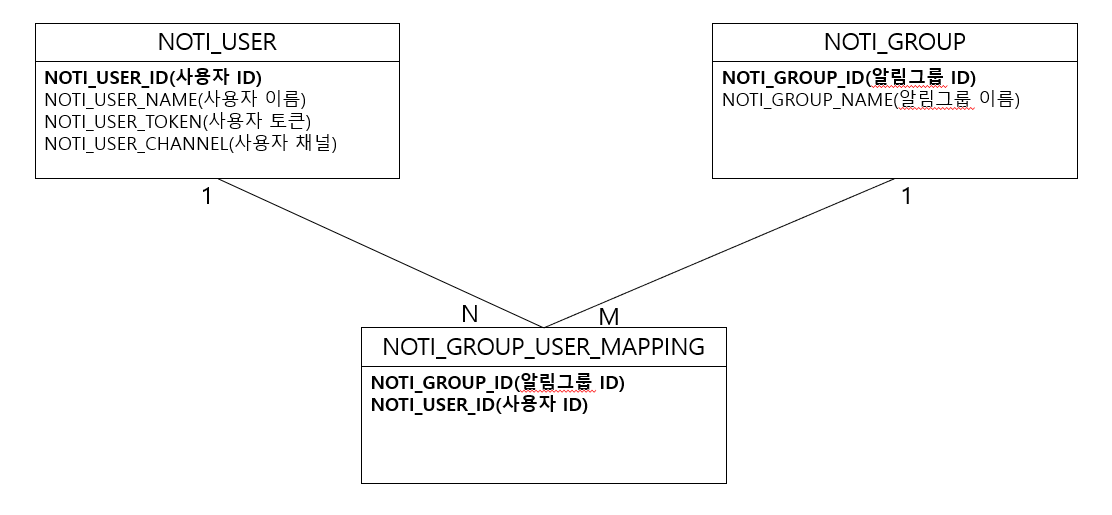 NOTI_USER
NOTI_USER_ID(사용자 ID)
NOTI_USER_NAME(사용자 이름)
NOTI_USER_TOKEN(사용자 토큰)
NOTI_USER_CHANNEL(사용자 채널)
NOTI_GROUP
NOTI_GROUP_ID(알림그룹 ID)
NOTI_GROUP_NAME(알림그룹 이름)
1
1
N
M
NOTI_GROUP_USER_MAPPING
NOTI_GROUP_ID(알림그룹 ID)
NOTI_USER_ID(사용자 ID)